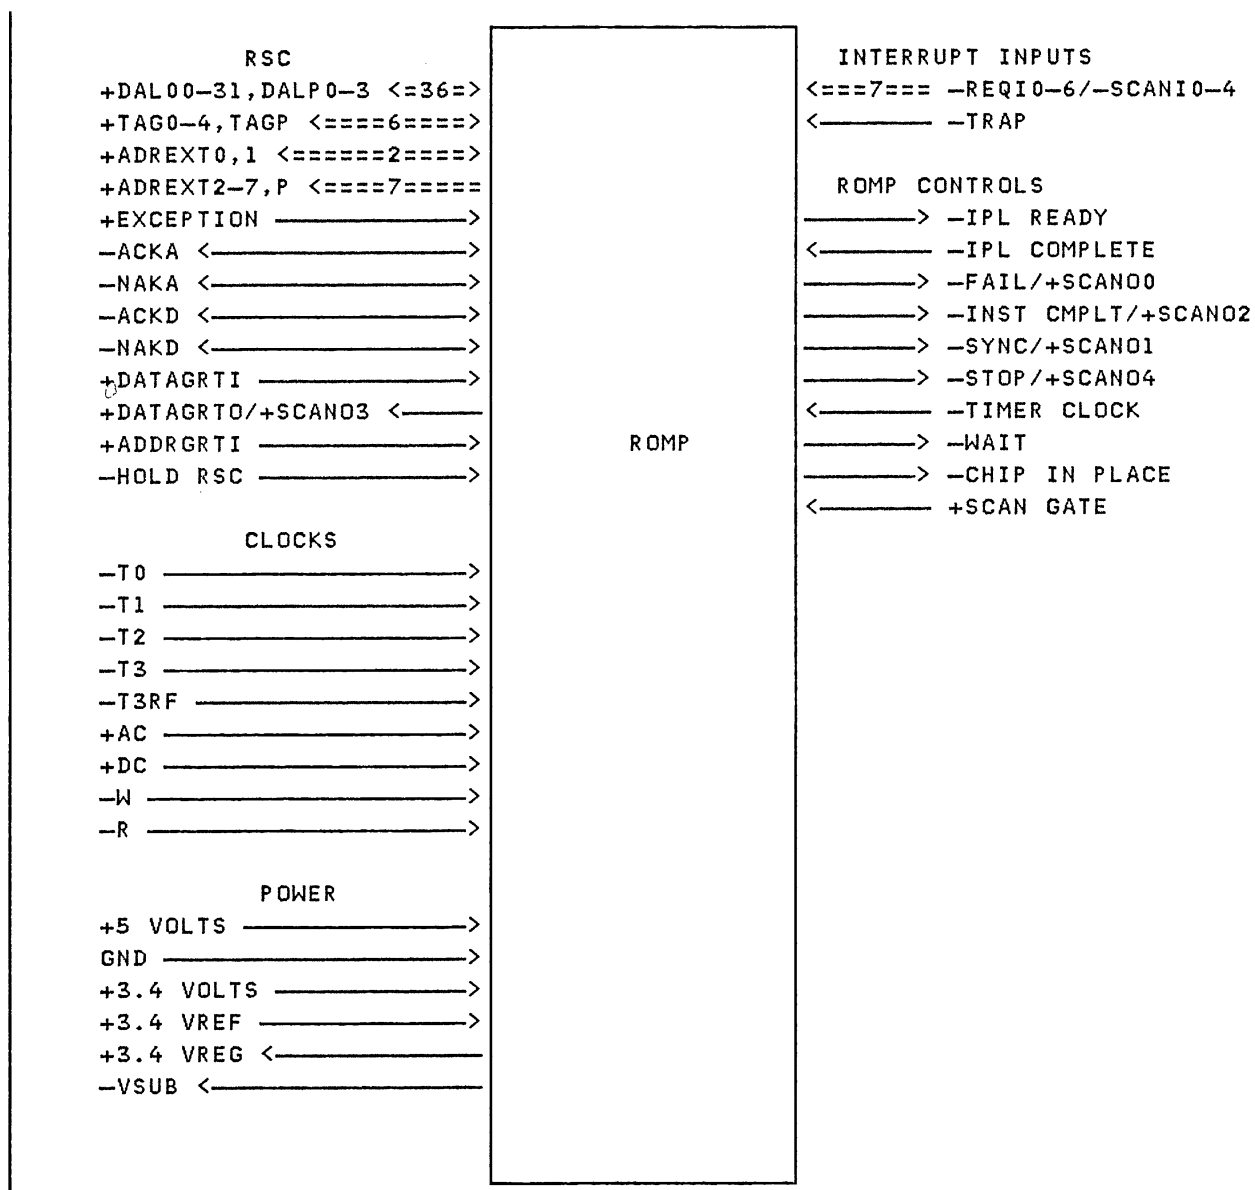 RSC
+DAL00-31,DALP0-3 <=36=>
+TAG0-4,TAGP <====6====>
+ADREXT0,1 <======2====>
+ADREXT2-7,P <====7=====
+EXCEPTION ———>
-ACKA <———>
-NAKA <———>
-ACKD <———>
-NAKD <———>
+DATAGRTI ———>
+DATAGRTO/+SCANO3 <———
+ADDRGRTI ———>
-HOLD RSC ———>
CLOCKS
-T0 ———>
-T1 ———>
-T2 ———>
-T3 ———>
-T3RF ———>
+AC ———>
+DC ———>
-W ———>
-R ———>
POWER
+5 VOLTS ———>
GND ———>
+3.4 VOLTS ———>
+3.4 VREF ———>
+3.4 VREG <———
-VSUB <———
ROMP
INTERRUPT INPUTS
<===7=== -REQI0-6/-SCANI0-4
<——— -TRAP
ROMP CONTROLS
———> -IPL READY
<——— -IPL COMPLETE
———> -FAIL/+SCANO0
———> -INST CMPLT/+SCANO2
———> -SYNC/+SCANO1
———> -STOP/+SCANO4
<——— -TIMER CLOCK
———> -WAIT
———> -CHIP IN PLACE
<——— +SCAN GATE